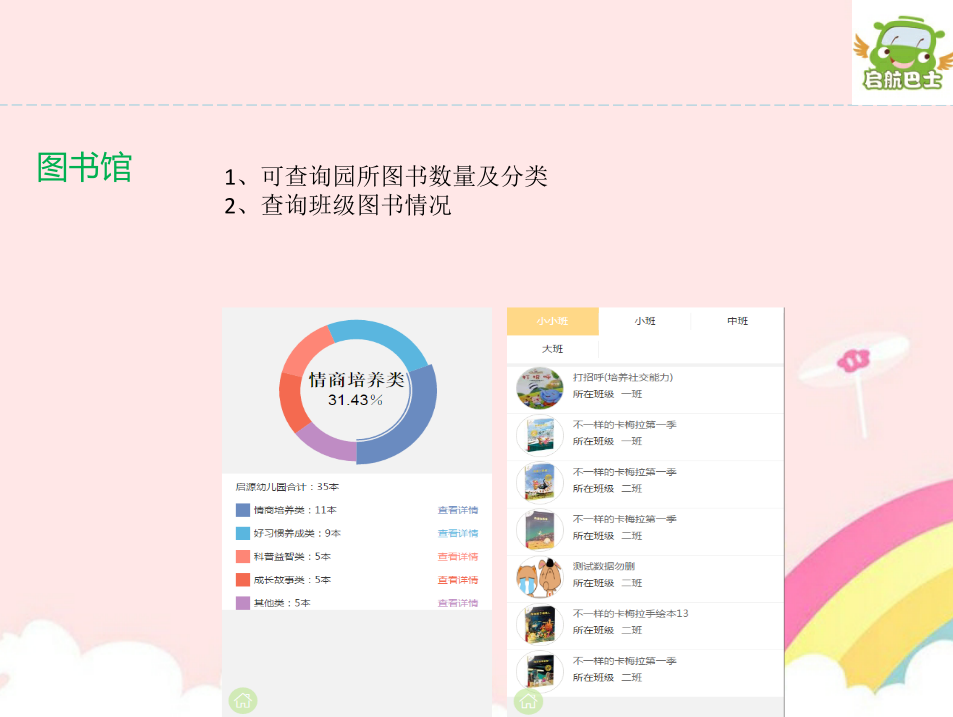 启航巴士
图书馆
1、可查询园所图书数量及分类
2、查询班级图书情况
情商培养类
31.43%
启源幼儿园合计：35本
情商培养类：11本 查看详情
好习惯养成类：9本 查看详情
科普益智类：5本 查看详情
成长故事类：5本 查看详情
其他类：5本 查看详情
小小班 小班 中班
大班
打招呼(培养社交能力)
所在班级 一班
不一样的卡梅拉第一季
所在班级 一班
不一样的卡梅拉第一季
所在班级 二班
不一样的卡梅拉第一季
所在班级 二班
测试数据勿删
所在班级 二班
不一样的卡梅拉手绘本13
所在班级 二班
不一样的卡梅拉第一季
所在班级 二班